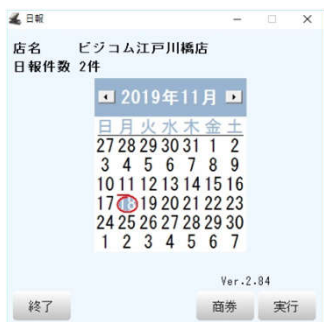 日報
店名 ビジコム江戸川橋店
日報件数 2件
2019年11月
日 月 火 水 木 金 土
27 28 29 30 31 1 2
3 4 5 6 7 8 9
10 11 12 13 14 15 16
17 18 19 20 21 22 23
24 25 26 27 28 29 30
1 2 3 4 5 6 7
Ver.2.84
終了 商券 実行